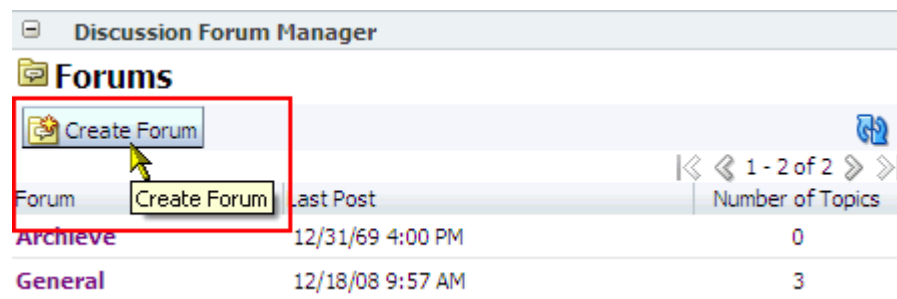 Discussion Forum Manager
Forums
Create Forum
1 - 2 of 2
Create Forum
Forum Last Post Number of Topics
Archieve 12/31/69 4:00 PM 0
General 12/18/08 9:57 AM 3